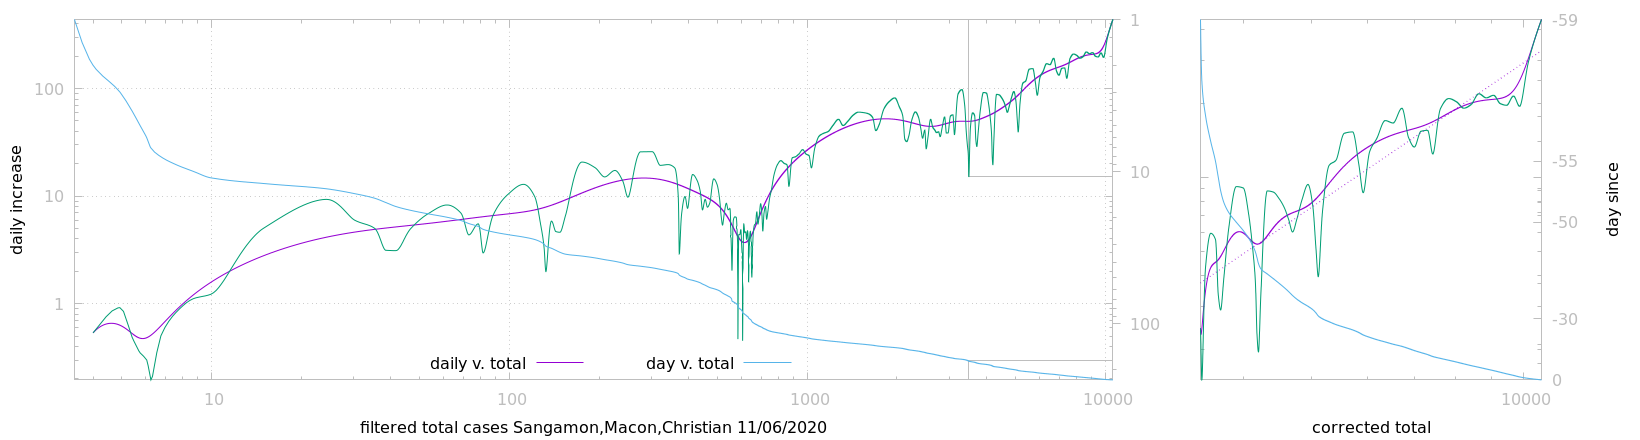 100
10
1
daily increase
10
100
1000
10000
1
10
100
daily v. total
day v. total
filtered total cases Sangamon,Macon,Christian 11/06/2020
-59
-55
-50
-30
0
day since
10000
corrected total